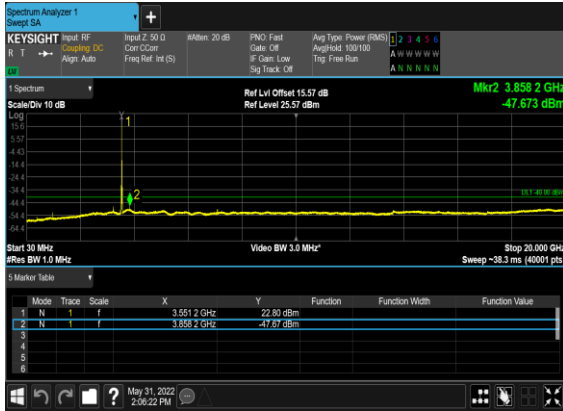 Spectrum Analyzer 1
Swept SA
+
KEYSIGHT Input: RF Input Z: 50 Ω #Atten: 20 dB PNO: Fast Avg Type: Power (RMS) 1 2 3 4 5 6
R T Coupling: DC Corr CCorr Gate: Off Avg|Hold: 100/100 A W W W W W
Align: Auto Freq Ref: Int (S) IF Gain: Low Trig: Free Run
Sig Track: Off A N N N N N
1 Spectrum Ref Lvl Offset 15.57 dB Mkr2 3.858 2 GHz
Scale/Div 10 dB Ref Level 25.57 dBm -47.673 dBm
Log
15.6
5.57
-4.43
-14.4
-24.4
-34.4
-44.4
-54.4
-64.4
1
2
DL1 -40.00 dBm
Start 30 MHz Video BW 3.0 MHz* Stop 20.000 GHz
#Res BW 1.0 MHz Sweep ~38.3 ms (40001 pts)
5 Marker Table
Mode Trace Scale X Y Function Function Width Function Value
1 N 1 f 3.551 2 GHz 22.80 dBm
2 N 1 f 3.858 2 GHz -47.67 dBm
3
4
5
6
? May 31, 2022
2:06:22 PM